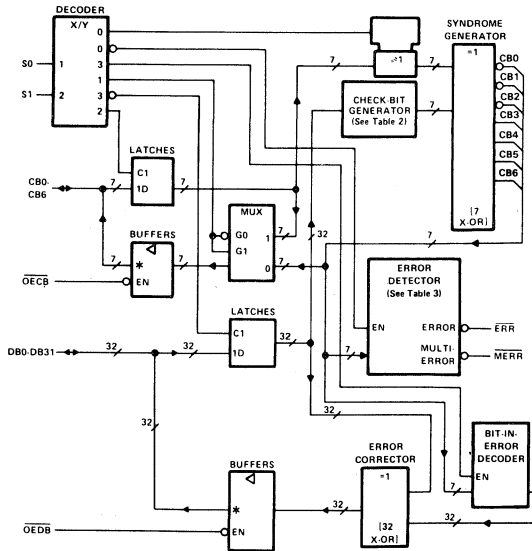 DECODER
X/Y
0
0
S0
1
3
1
S1
2
3
2
SYNDROME
GENERATOR
=1
7
≥1
7
CB0
CB1
CB2
CB3
CB4
CB5
CB6
CHECK-BIT
GENERATOR
(See Table 2)
7
[7
X-OR]
LATCHES
C1
CB0-
CB6
7
1D
7
MUX
G0
1
7
32
G1
0
7
7
BUFFERS
*
7
7
OECB
EN
ERROR
DETECTOR
(See Table 3)
EN
ERROR
ERR
MULTI-
ERROR
MERR
7
LATCHES
C1
DB0-DB31
32
32
1D
32
32
32
BIT-IN-
ERROR
DECODER
EN
7
ERROR
CORRECTOR
=1
[32
X-OR]
BUFFERS
*
32
32
32
OEDB
EN